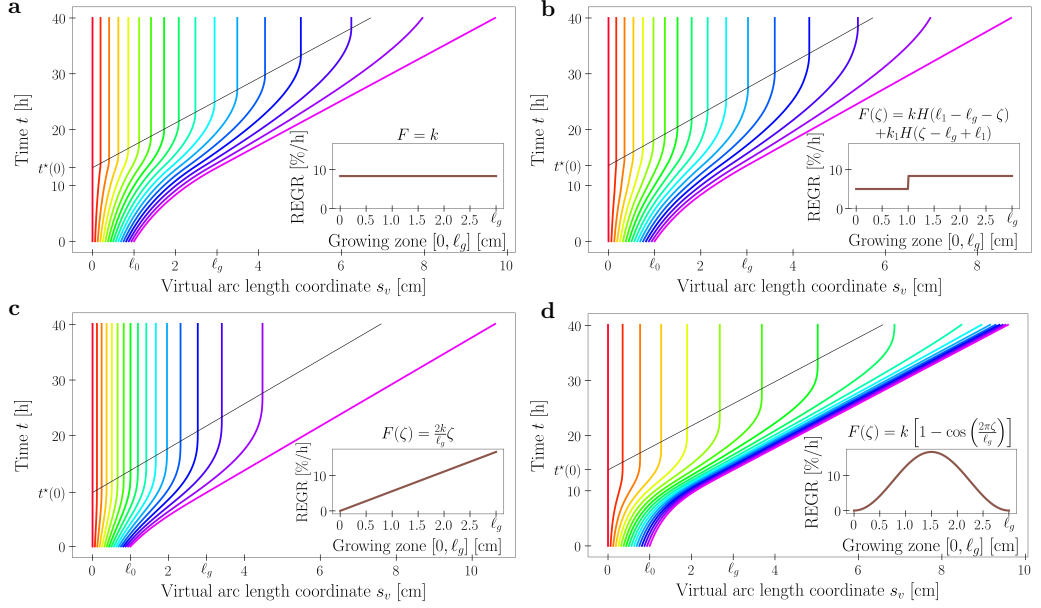 a
40
30
20
t*(0)
10
0
Time t [h]
0
ℓ₀
2
ℓg
4
6
8
10
Virtual arc length coordinate sᵥ [cm]
F = k
REGR [%/h]
10
0
0 0.5 1.0 1.5 2 2.5 ℓg
Growing zone [0, ℓg] [cm]
b
40
30
20
t*(0)
10
0
Time t [h]
0
ℓ₀
2
ℓg
4
6
8
Virtual arc length coordinate sᵥ [cm]
F(ζ) = kH(ℓ₁ − ℓg − ζ)
+k₁H(ζ − ℓg + ℓ₁)
REGR [%/h]
10
0
0 0.5 1.0 1.5 2 2.5 ℓg
Growing zone [0, ℓg] [cm]
c
40
30
20
t*(0)
10
0
Time t [h]
0
ℓ₀
2
ℓg
4
6
8
10
Virtual arc length coordinate sᵥ [cm]
F(ζ) = 2k/ℓg ζ
REGR [%/h]
10
0
0 0.5 1.0 1.5 2 2.5 ℓg
Growing zone [0, ℓg] [cm]
d
40
30
20
t*(0)
10
0
Time t [h]
0
ℓ₀
2
ℓg
4
6
8
10
Virtual arc length coordinate sᵥ [cm]
F(ζ) = k [1 − cos (2πζ/ℓg)]
REGR [%/h]
10
0
0 0.5 1.0 1.5 2 2.5 ℓg
Growing zone [0, ℓg] [cm]